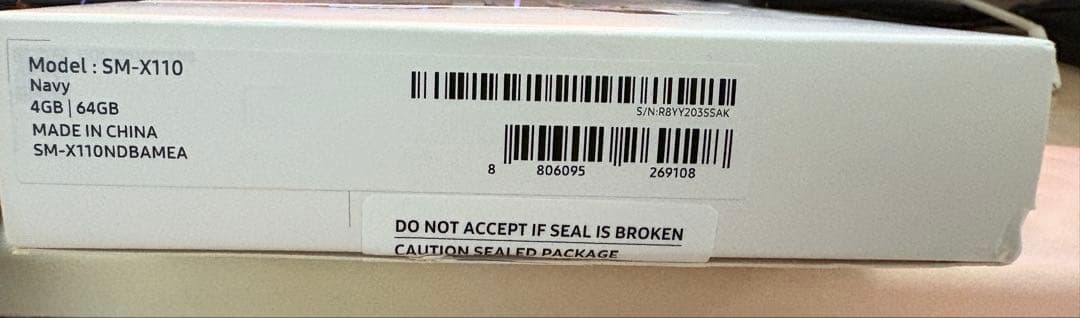 Model : SM-X110
Navy
4GB | 64GB
MADE IN CHINA
SM-X110NDBAMEA
S/N:R8YY203SSAK
8 806095 269108
DO NOT ACCEPT IF SEAL IS BROKEN
CAUTION SEALED PACKAGE